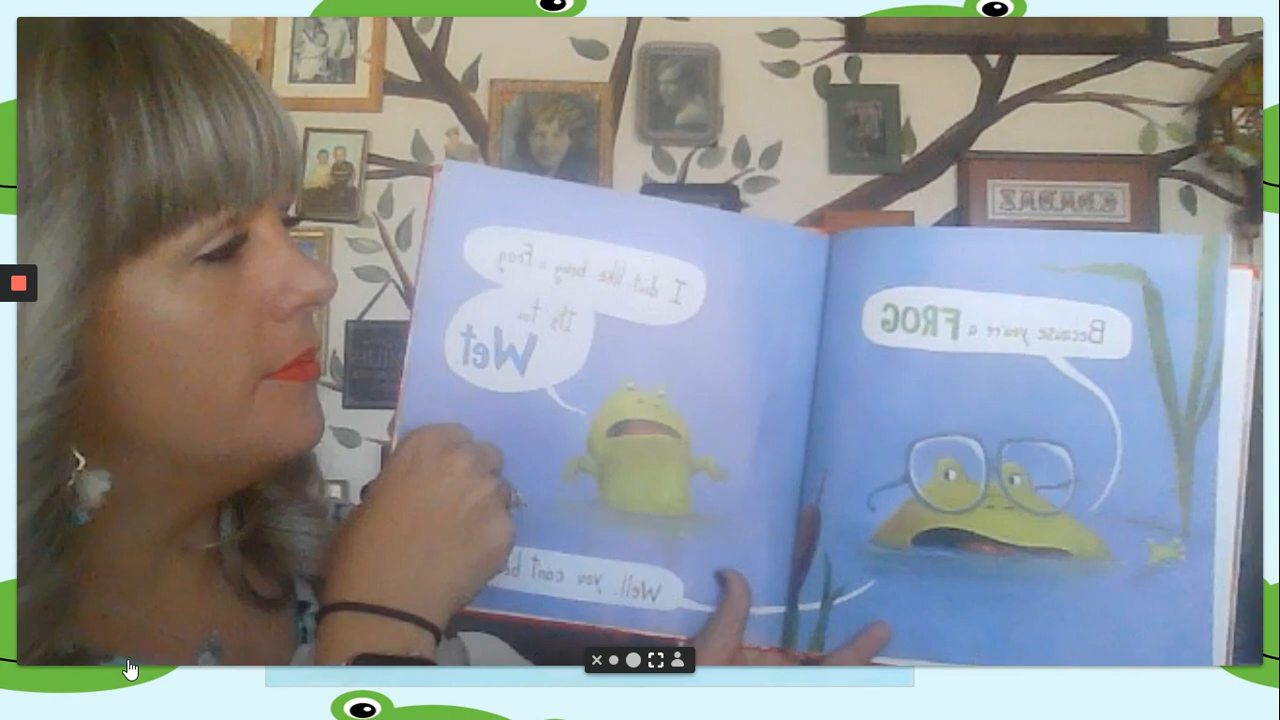 I don't like being a Frog.
It's too
Wet
Well, you can't
Because you're a FROG